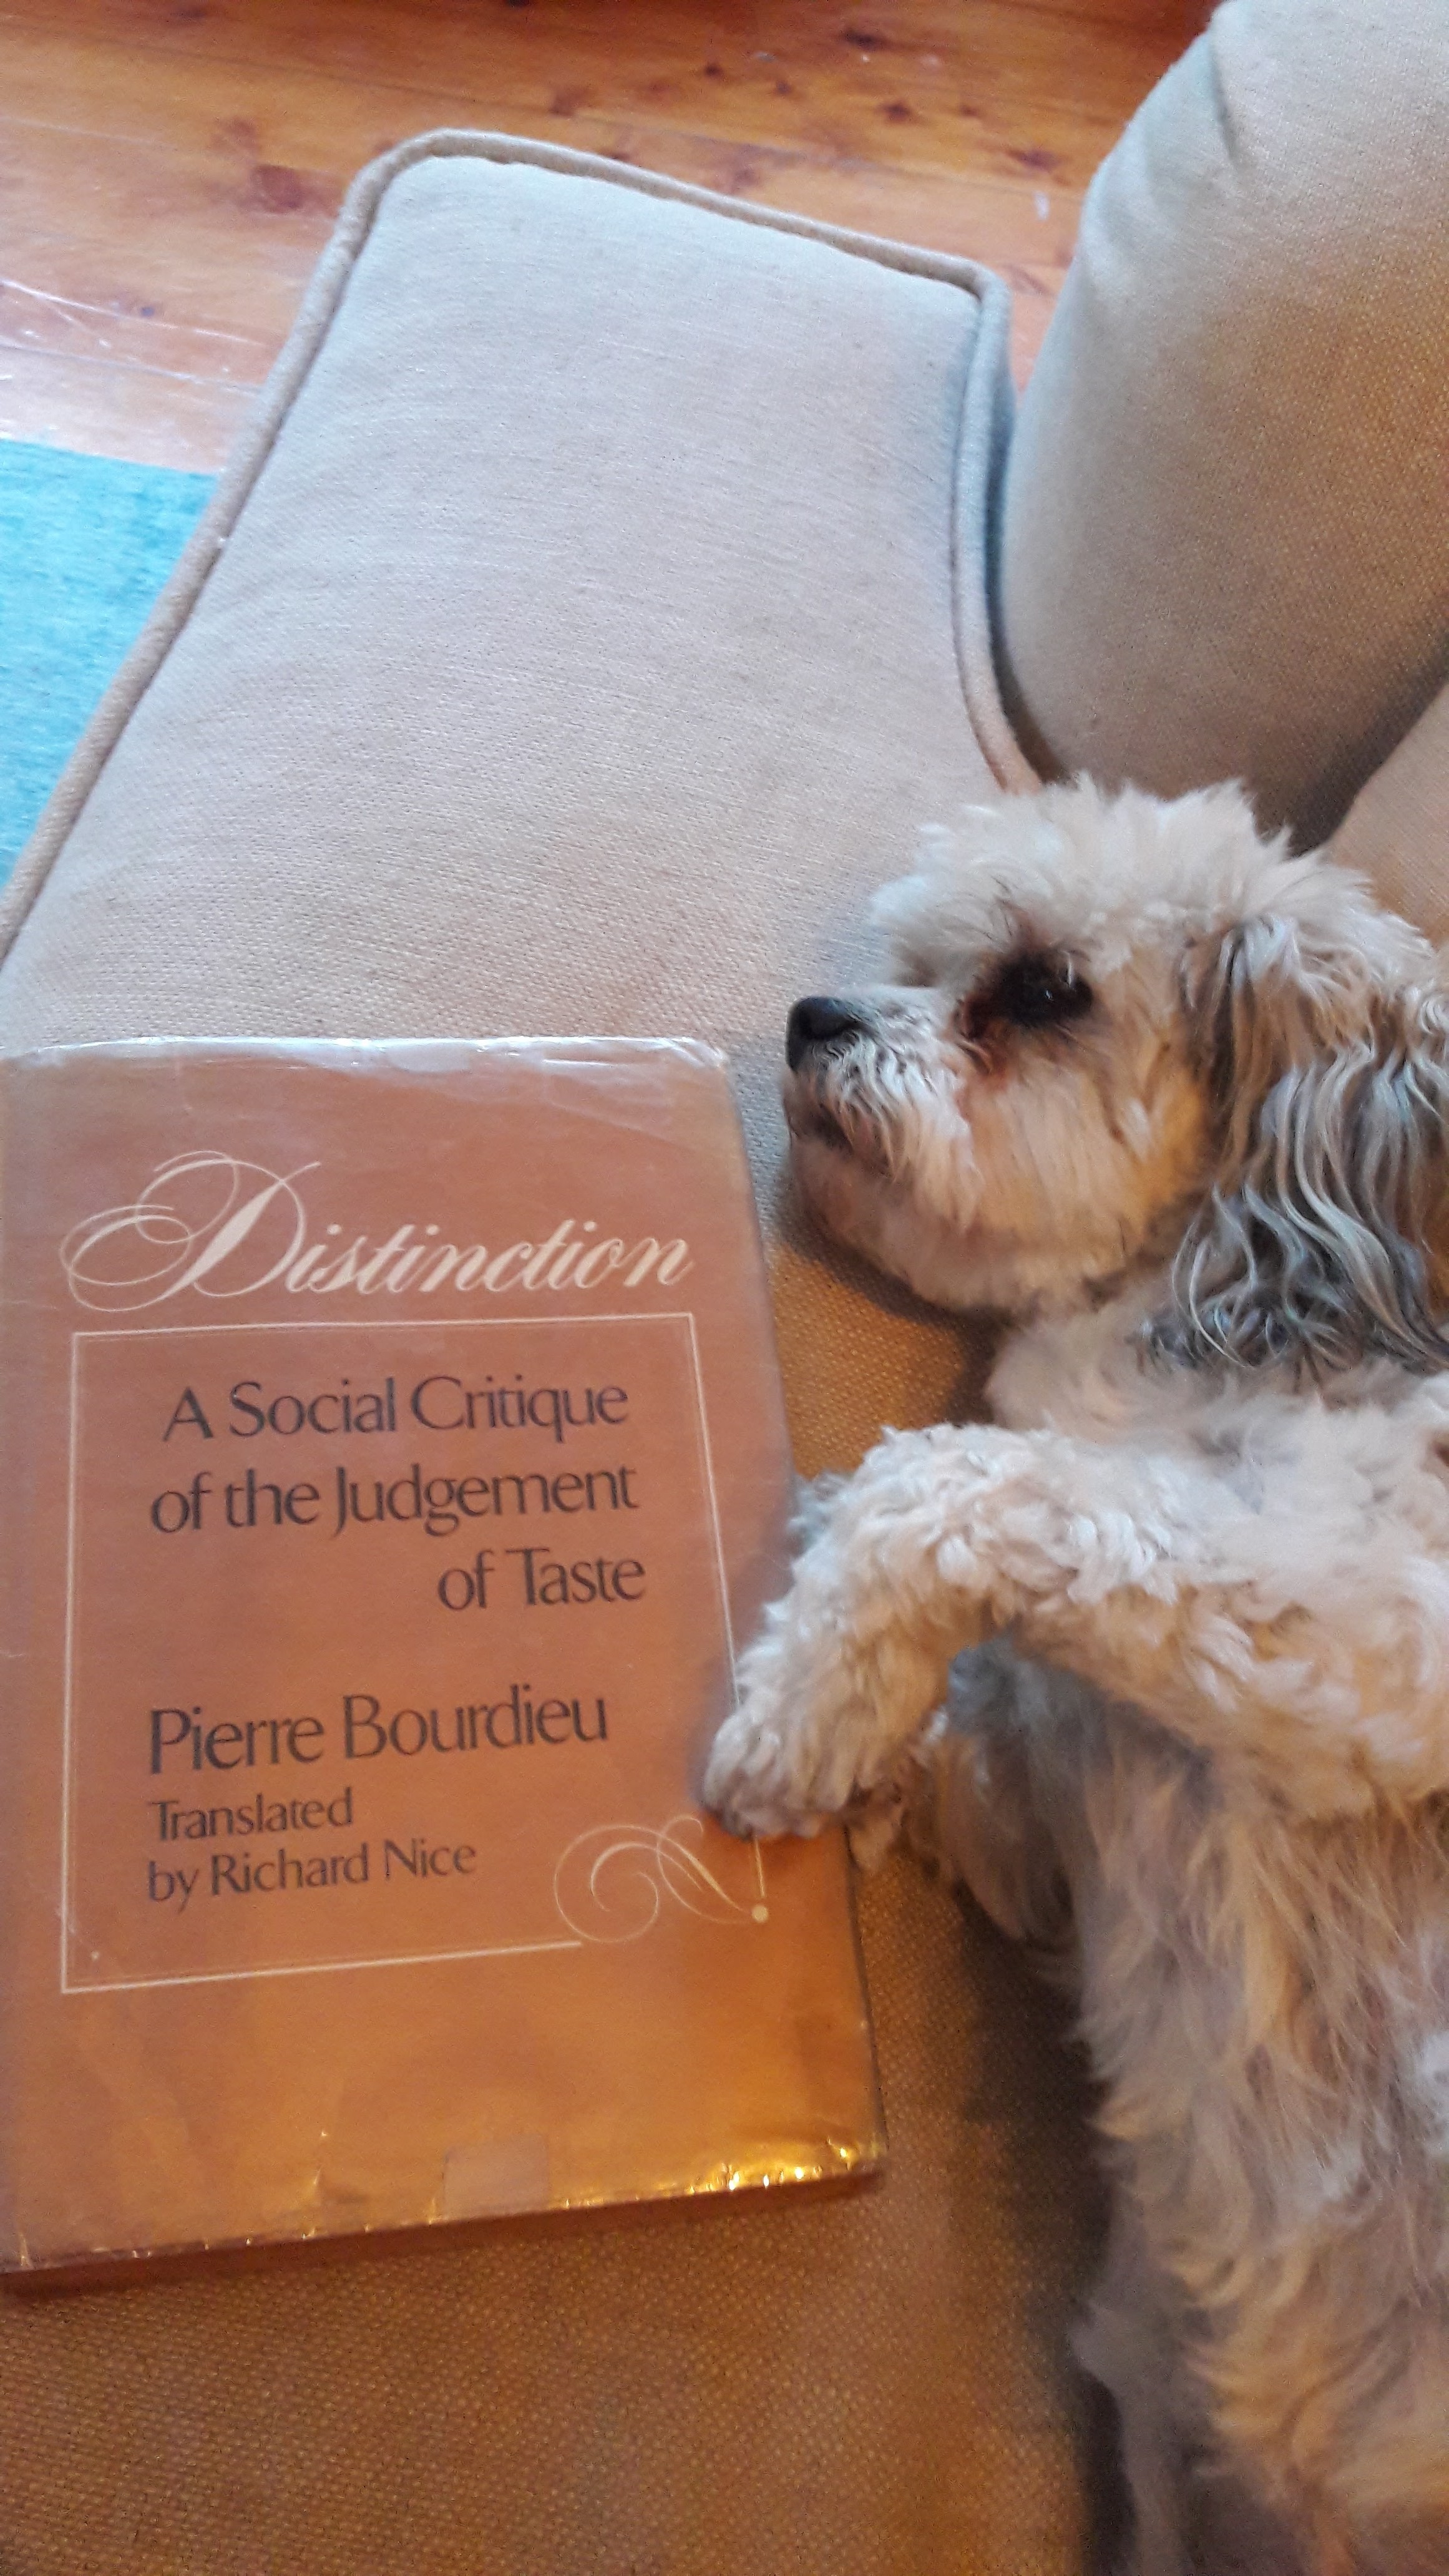 Distinction
A Social Critique
of the Judgement
of Taste
Pierre Bourdieu
Translated
by Richard Nice